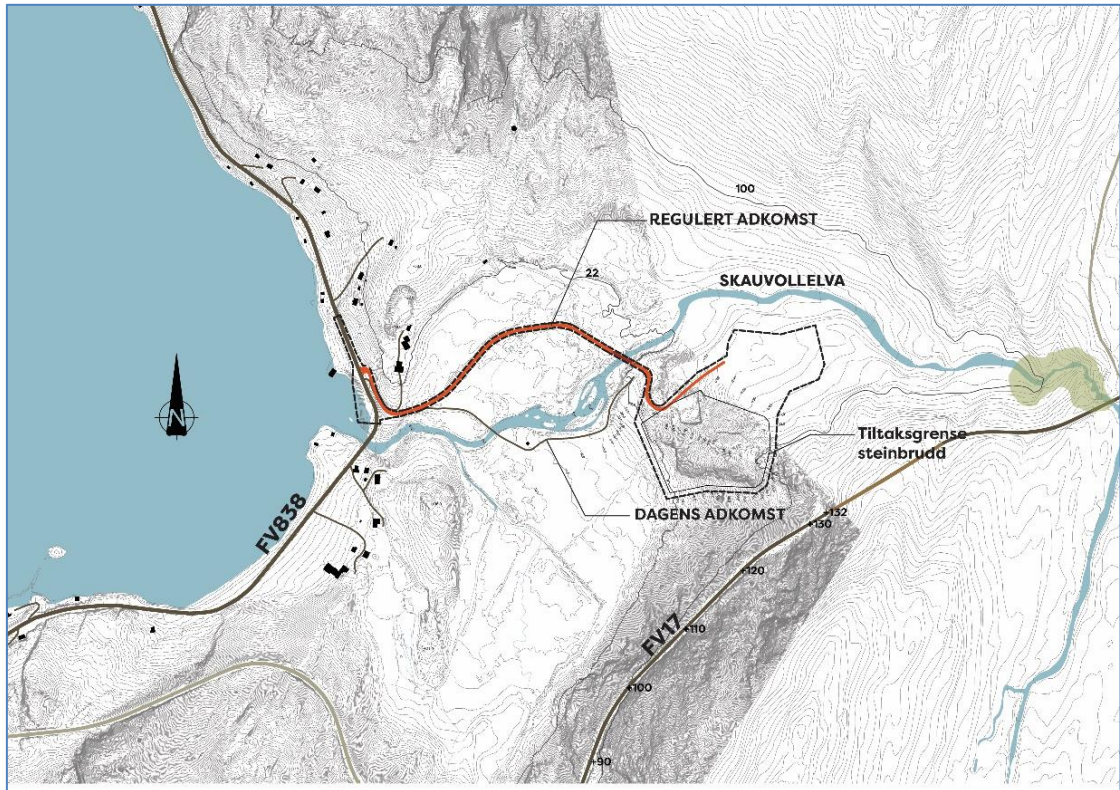 100
REGULERT ADKOMST
22
SKAUVOLLELVA
N
Tiltaksgrense
steinbrudd
DAGENS ADKOMST
FV838
+132
+130
+120
+110
FV17
+100
+90